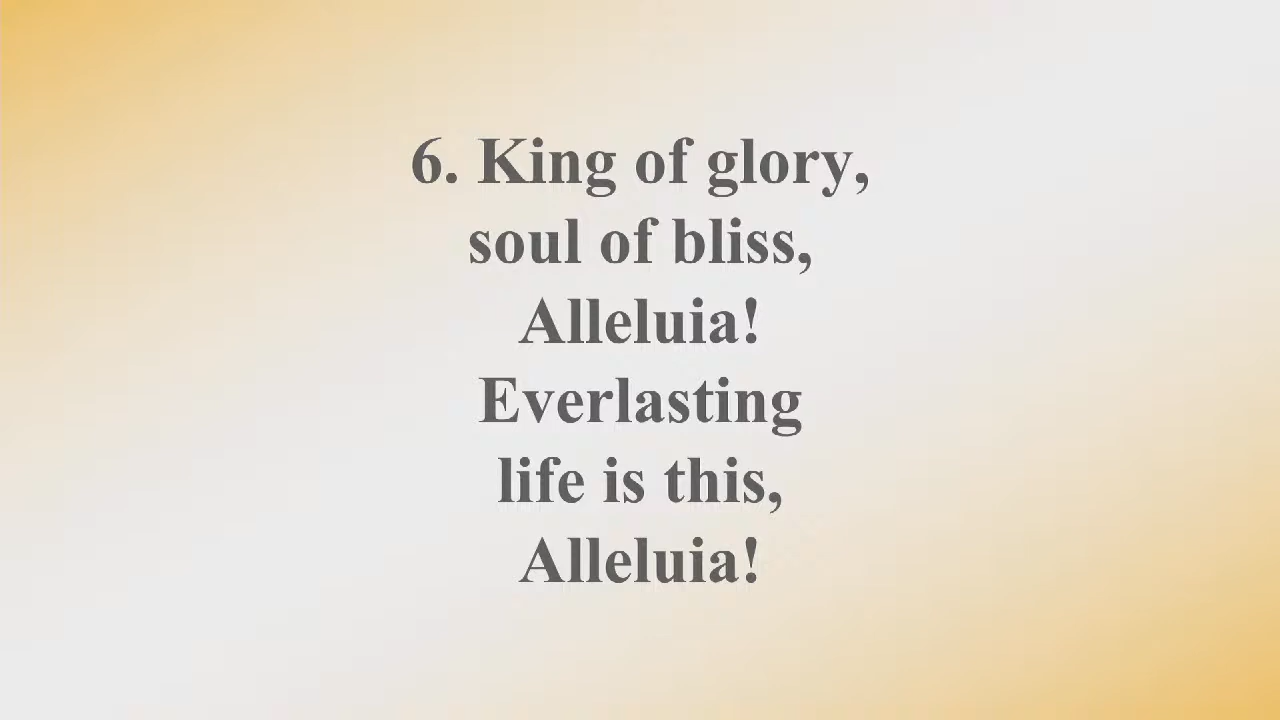 6. King of glory,
soul of bliss,
Alleluia!
Everlasting
life is this,
Alleluia!